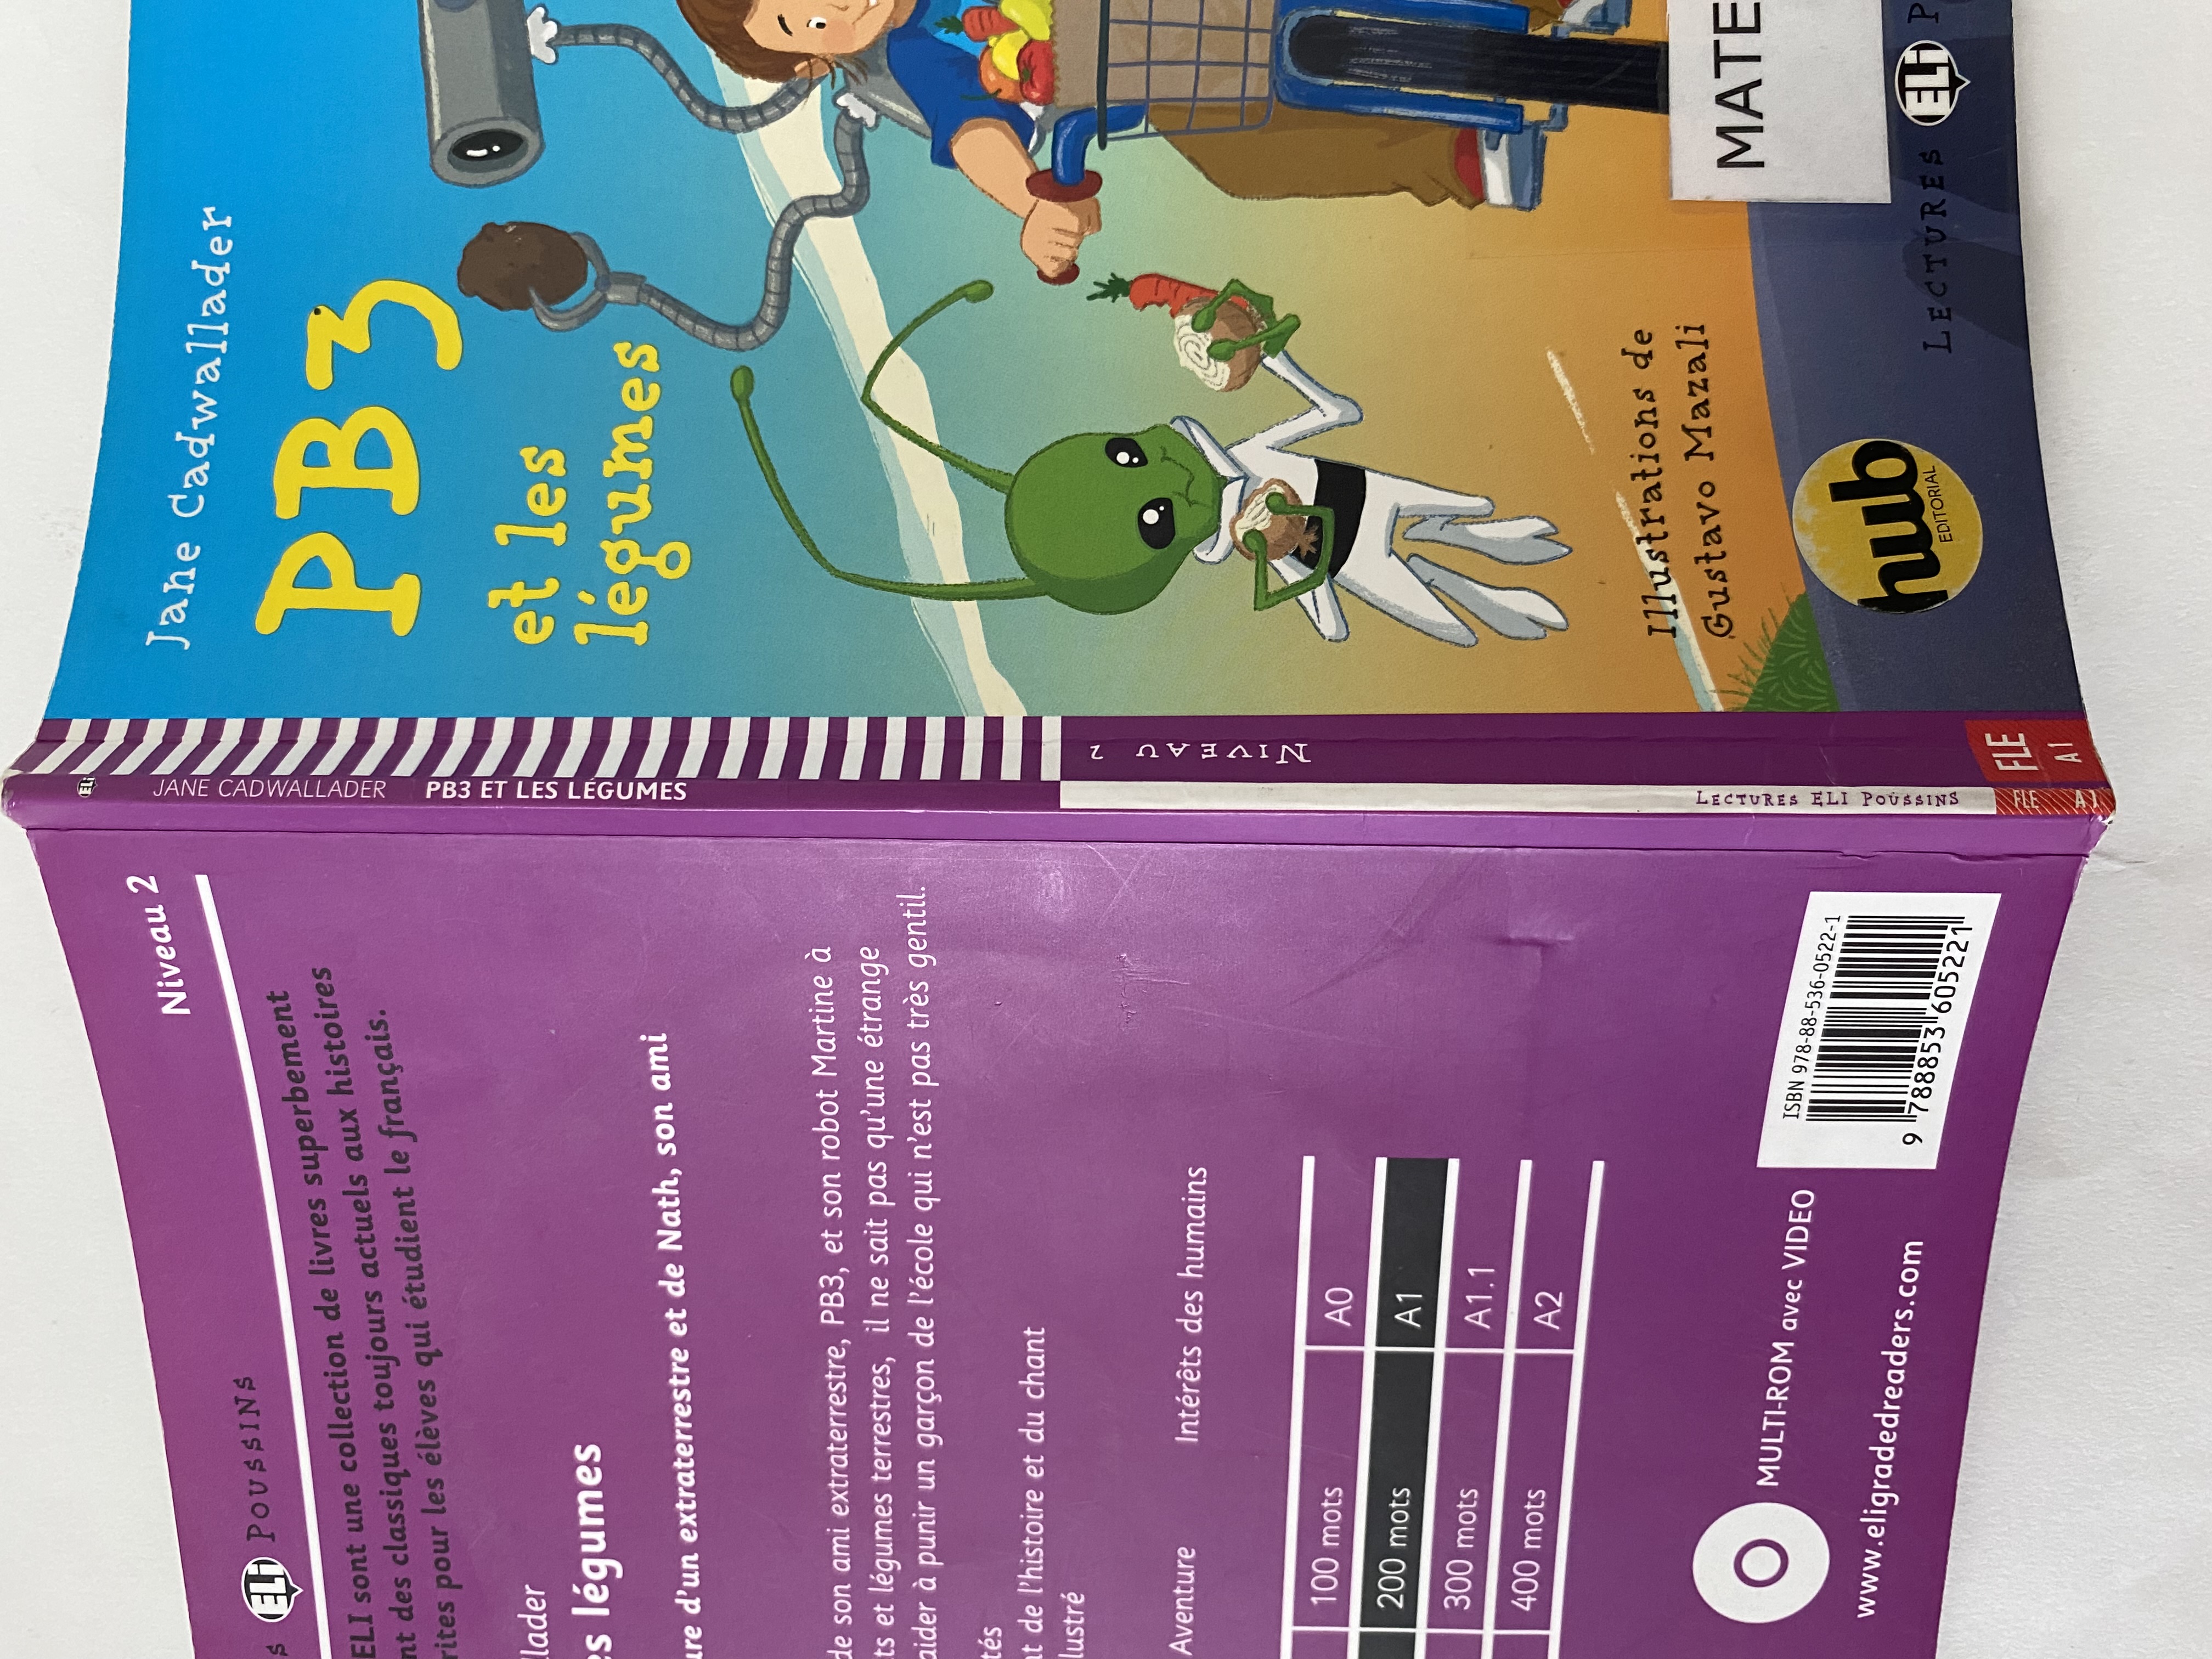 Niveau 2
s ELi POUSSINS
ELI sont une collection de livres superbement
nt des classiques toujours actuels aux histoires
rites pour les élèves qui étudient le français.
llader
es légumes
ure d'un extraterrestre et de Nath, son ami
de son ami extraterrestre, PB3, et son robot Martine à
ts et légumes terrestres, il ne sait pas qu'une étrange
aider à punir un garçon de l'école qui n'est pas très gentil.
tés
nt de l'histoire et du chant
lustré
Aventure Intérêts des humains
100 mots A0
200 mots A1
300 mots A1.1
400 mots A2
MULTI-ROM avec VIDEO
www.eligradedreaders.com
ISBN 978-88-536-0522-1
9 788853 605221
ELi
JANE CADWALLADER PB3 ET LES LÉGUMES
LECTURES ELI POUSSINS
FLE A1
NIVEAU 2
FLE
A1
Jane Cadwallader
PB3
et les
légumes
Illustrations de
Gustavo Mazali
MATE
hub
EDITORIAL
LECTURES ELi P